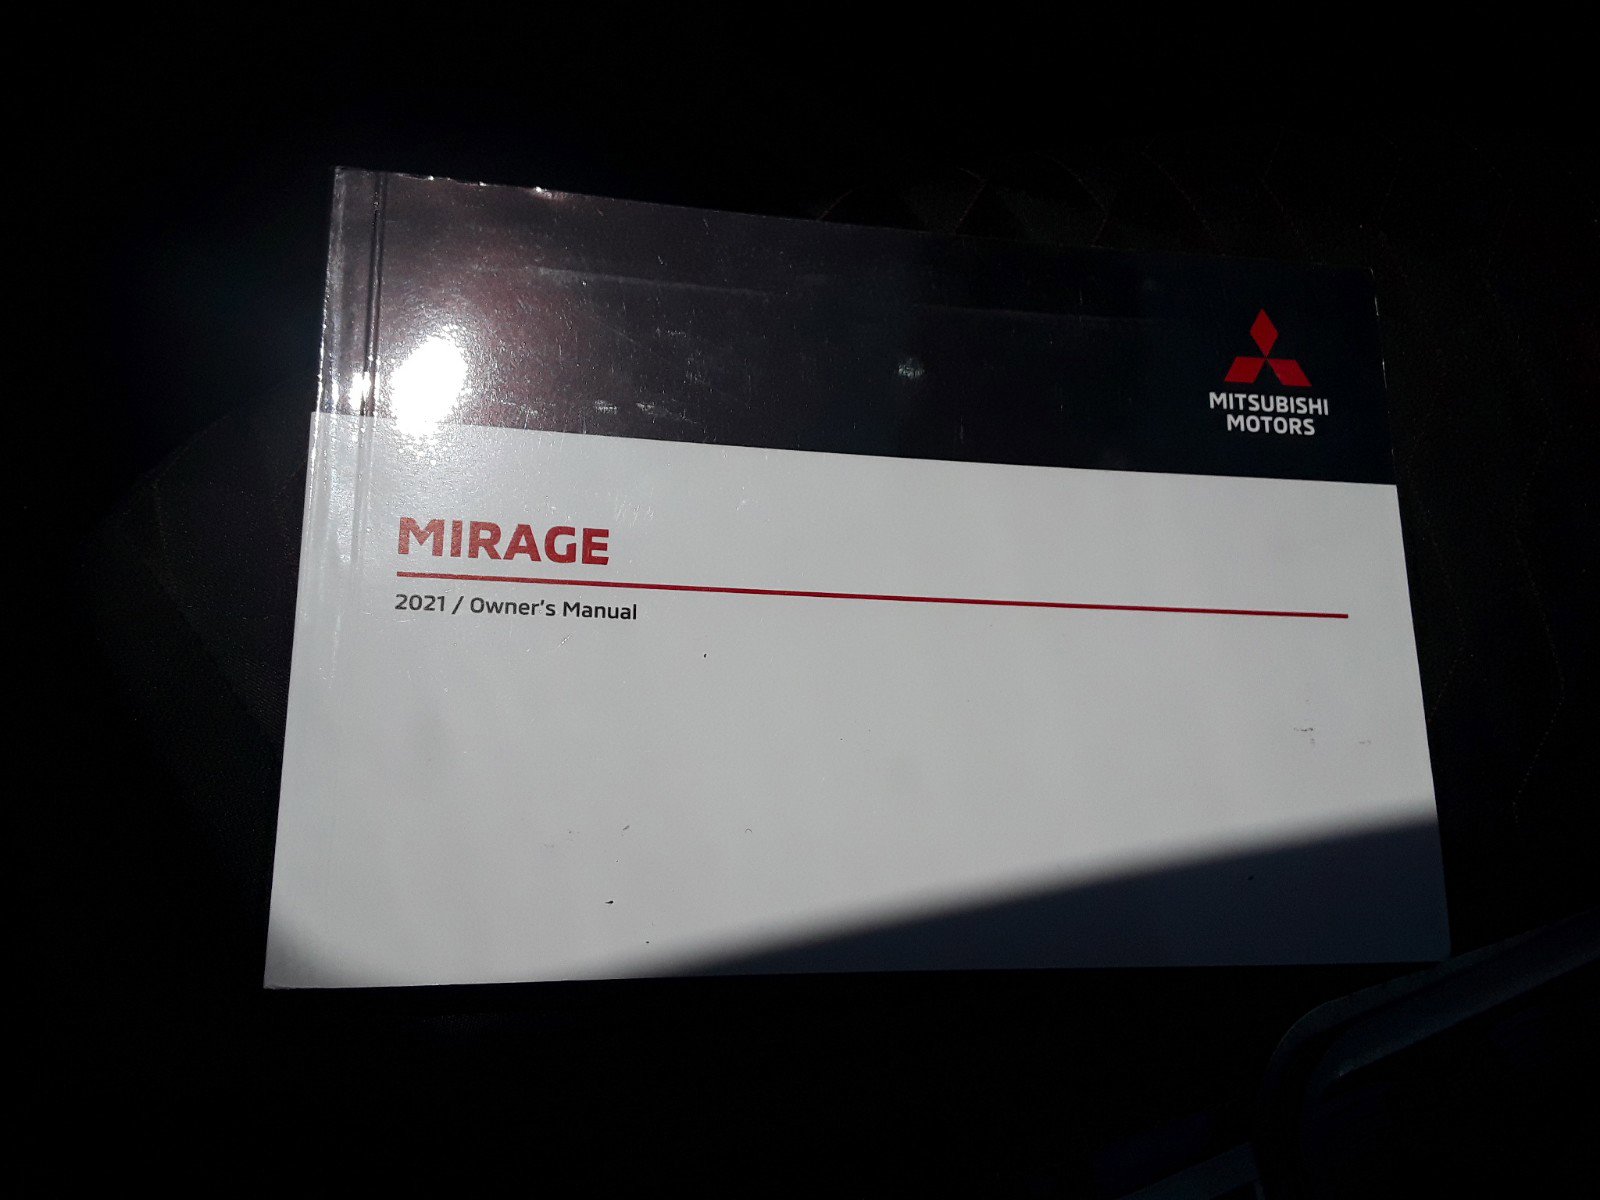 MITSUBISHI
MOTORS
MIRAGE
2021 / Owner's Manual